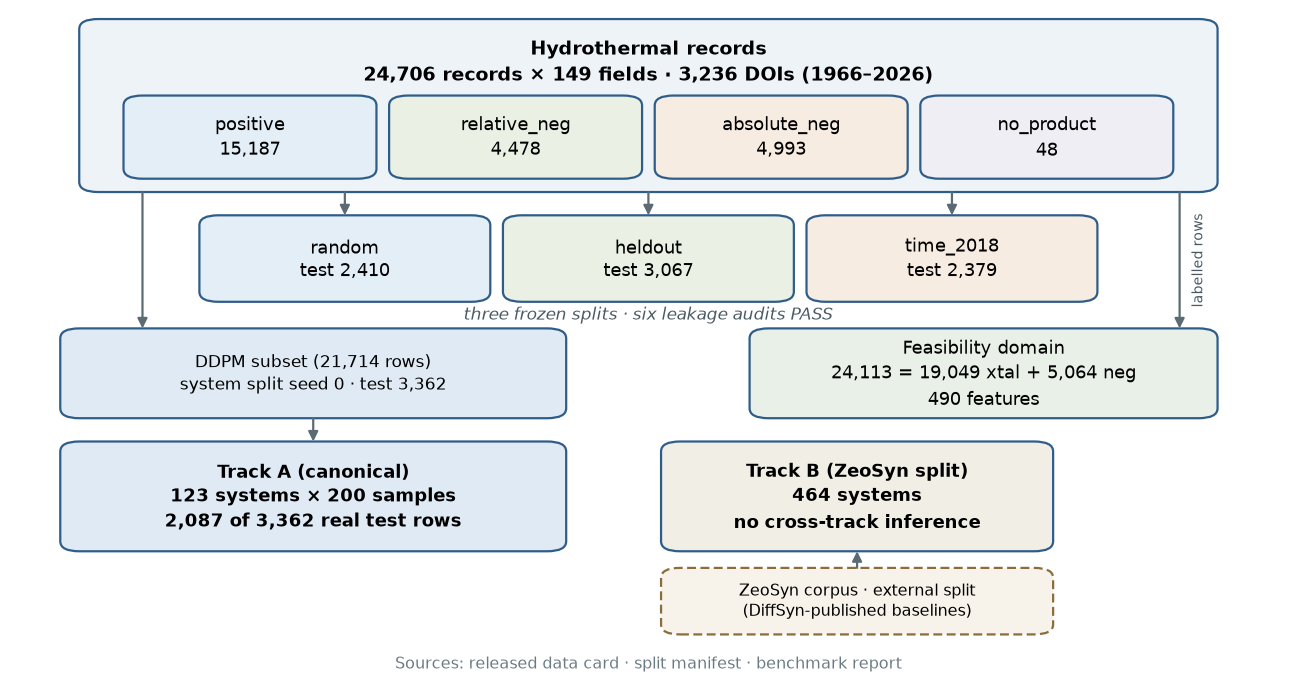 Hydrothermal records
24,706 records × 149 fields · 3,236 DOIs (1966–2026)
positive
15,187
relative_neg
4,478
absolute_neg
4,993
no_product
48
random
test 2,410
heldout
test 3,067
time_2018
test 2,379
labelled rows
three frozen splits · six leakage audits PASS
DDPM subset (21,714 rows)
system split seed 0 · test 3,362
Feasibility domain
24,113 = 19,049 xtal + 5,064 neg
490 features
Track A (canonical)
123 systems × 200 samples
2,087 of 3,362 real test rows
Track B (ZeoSyn split)
464 systems
no cross-track inference
ZeoSyn corpus · external split
(DiffSyn-published baselines)
Sources: released data card · split manifest · benchmark report